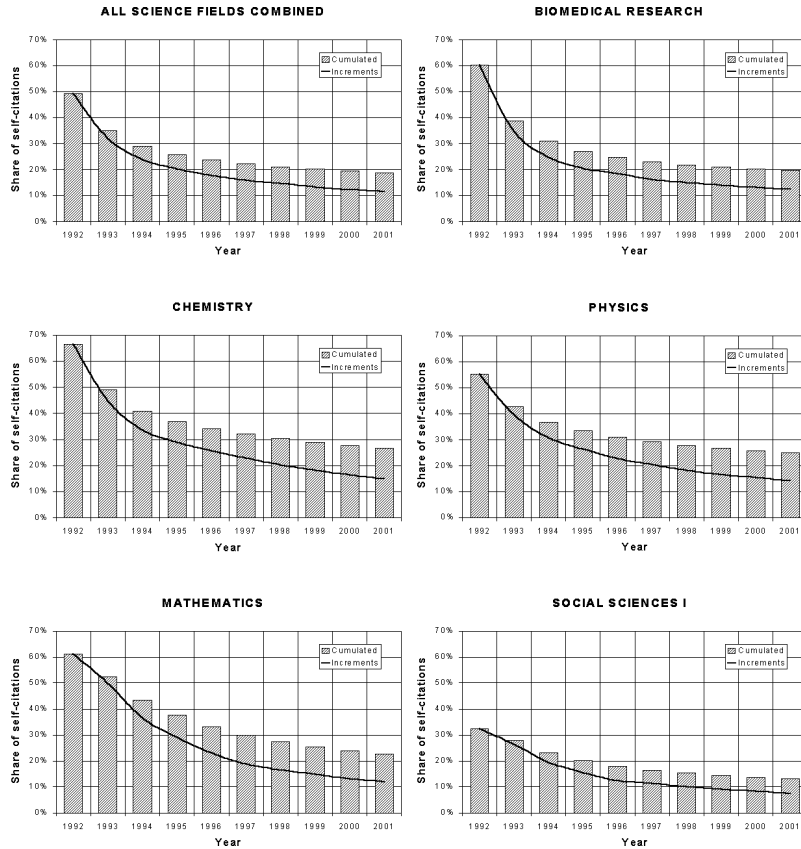 ALL SCIENCE FIELDS COMBINED
70%
60%
50%
40%
30%
20%
10%
0%
Share of self-citations
Cumulated
Increments
1992 1993 1994 1995 1996 1997 1998 1999 2000 2001
Year
BIOMEDICAL RESEARCH
70%
60%
50%
40%
30%
20%
10%
0%
Share of self-citations
Cumulated
Increments
1992 1993 1994 1995 1996 1997 1998 1999 2000 2001
Year
CHEMISTRY
70%
60%
50%
40%
30%
20%
10%
0%
Share of self-citations
Cumulated
Increments
1992 1993 1994 1995 1996 1997 1998 1999 2000 2001
Year
PHYSICS
70%
60%
50%
40%
30%
20%
10%
0%
Share of self-citations
Cumulated
Increments
1992 1993 1994 1995 1996 1997 1998 1999 2000 2001
Year
MATHEMATICS
70%
60%
50%
40%
30%
20%
10%
0%
Share of self-citations
Cumulated
Increments
1992 1993 1994 1995 1996 1997 1998 1999 2000 2001
Year
SOCIAL SCIENCES I
70%
60%
50%
40%
30%
20%
10%
0%
Share of self-citations
Cumulated
Increments
1992 1993 1994 1995 1996 1997 1998 1999 2000 2001
Year